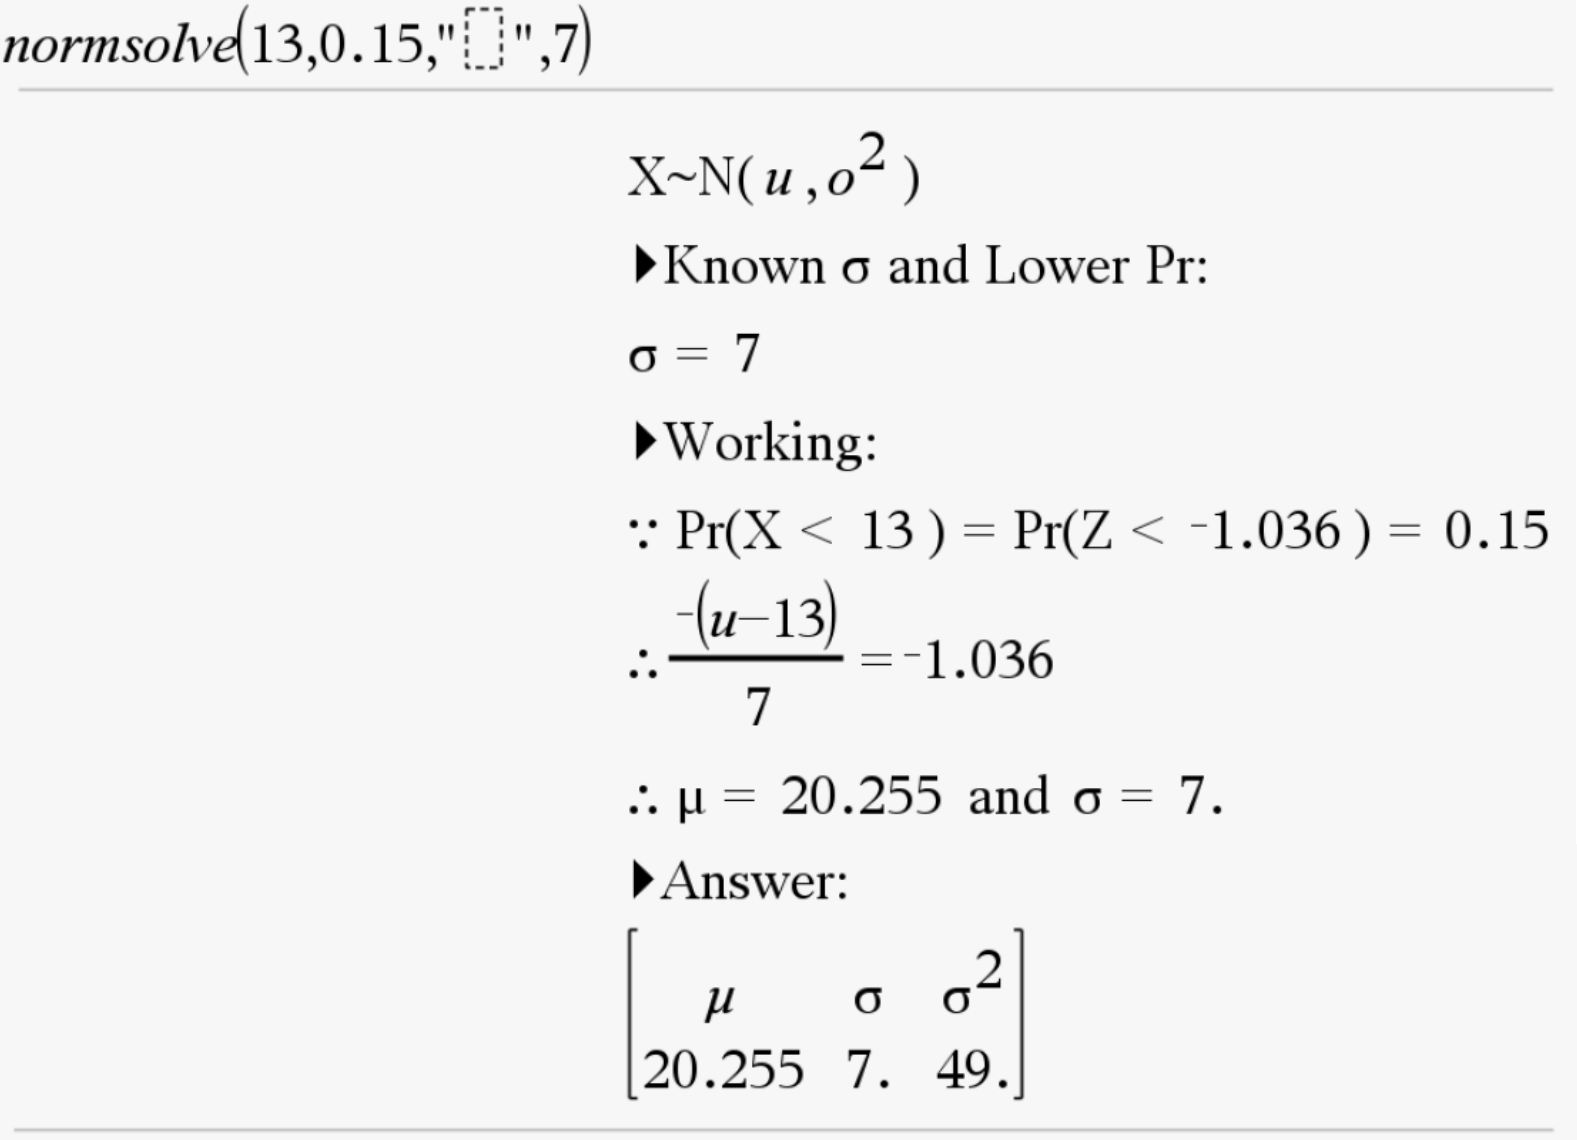 normsolve(13,0.15,"⬚",7)
X~N( u ,o² )
▶Known σ and Lower Pr:
σ = 7
▶Working:
∵ Pr(X < 13 ) = Pr(Z < ⁻1.036 ) = 0.15
∴ ⁻(u−13)/7 = ⁻1.036
∴ μ = 20.255 and σ = 7.
▶Answer:
[μ σ σ²
20.255 7. 49.]